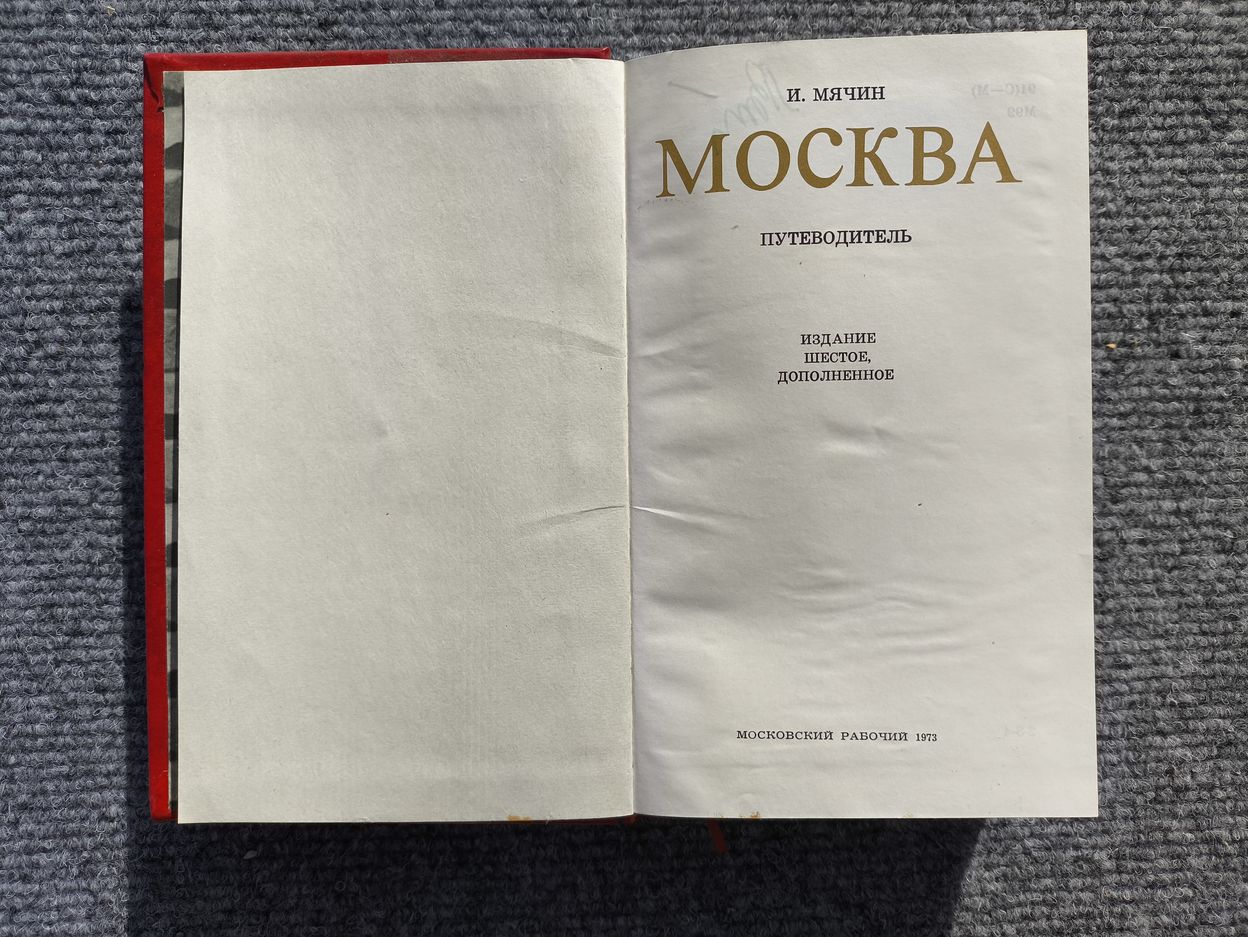 И. МЯЧИН
МОСКВА
ПУТЕВОДИТЕЛЬ
ИЗДАНИЕ
ШЕСТОЕ,
ДОПОЛНЕННОЕ
МОСКОВСКИЙ РАБОЧИЙ 1973